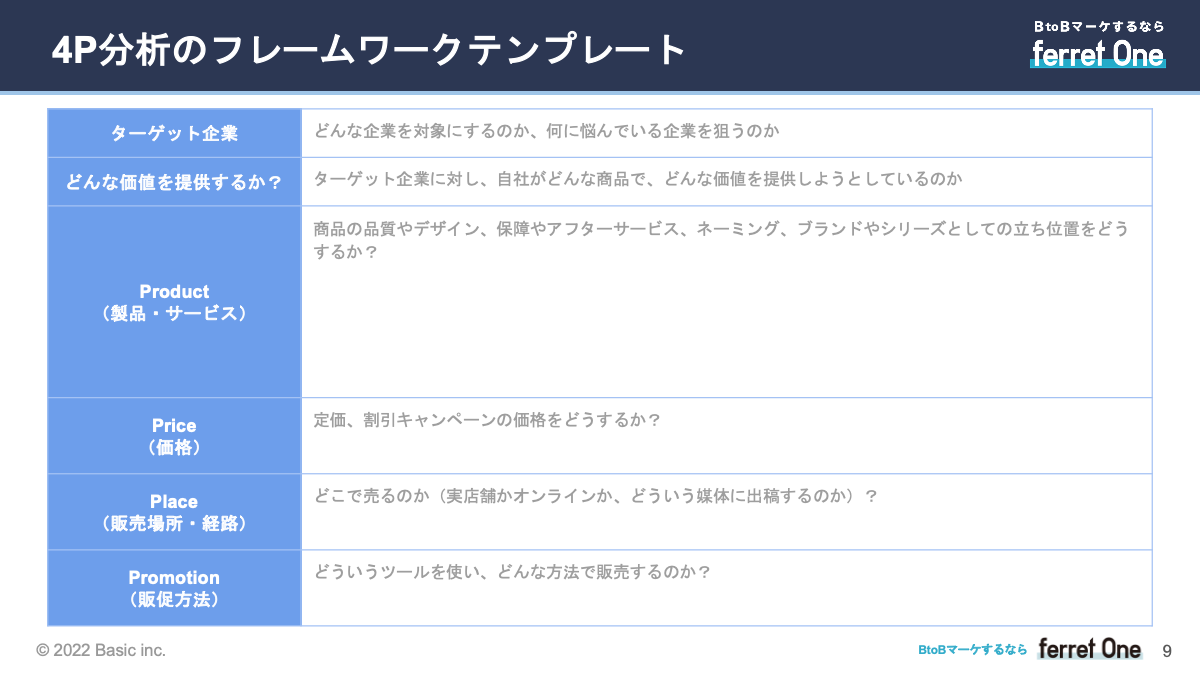 4P分析のフレームワークテンプレート
BtoBマーケするなら
ferret One
ターゲット企業
どんな企業を対象にするのか、何に悩んでいる企業を狙うのか
どんな価値を提供するか？
ターゲット企業に対し、自社がどんな商品で、どんな価値を提供しようとしているのか
Product
（製品・サービス）
商品の品質やデザイン、保障やアフターサービス、ネーミング、ブランドやシリーズとしての立ち位置をどう
するか？
Price
（価格）
定価、割引キャンペーンの価格をどうするか？
Place
（販売場所・経路）
どこで売るのか（実店舗かオンラインか、どういう媒体に出稿するのか）？
Promotion
（販促方法）
どういうツールを使い、どんな方法で販売するのか？
© 2022 Basic inc.
BtoBマーケするなら
ferret One
9